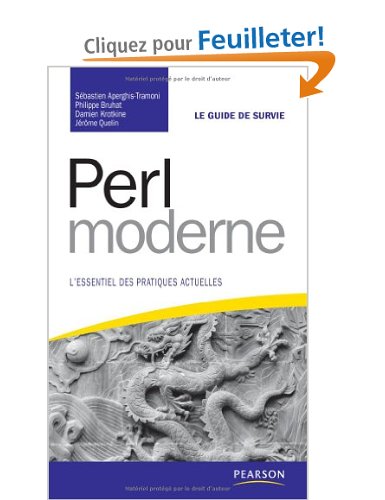 Cliquez pour Feuilleter!
Matériel protégé par le droit d'auteur
Sébastien Aperghis-Tramoni
Philippe Bruhat
Damien Krotkine
Jérôme Quelin
LE GUIDE DE SURVIE
Perl
moderne
L'ESSENTIEL DES PRATIQUES ACTUELLES
PEARSON
Matériel protégé par le droit d'auteur